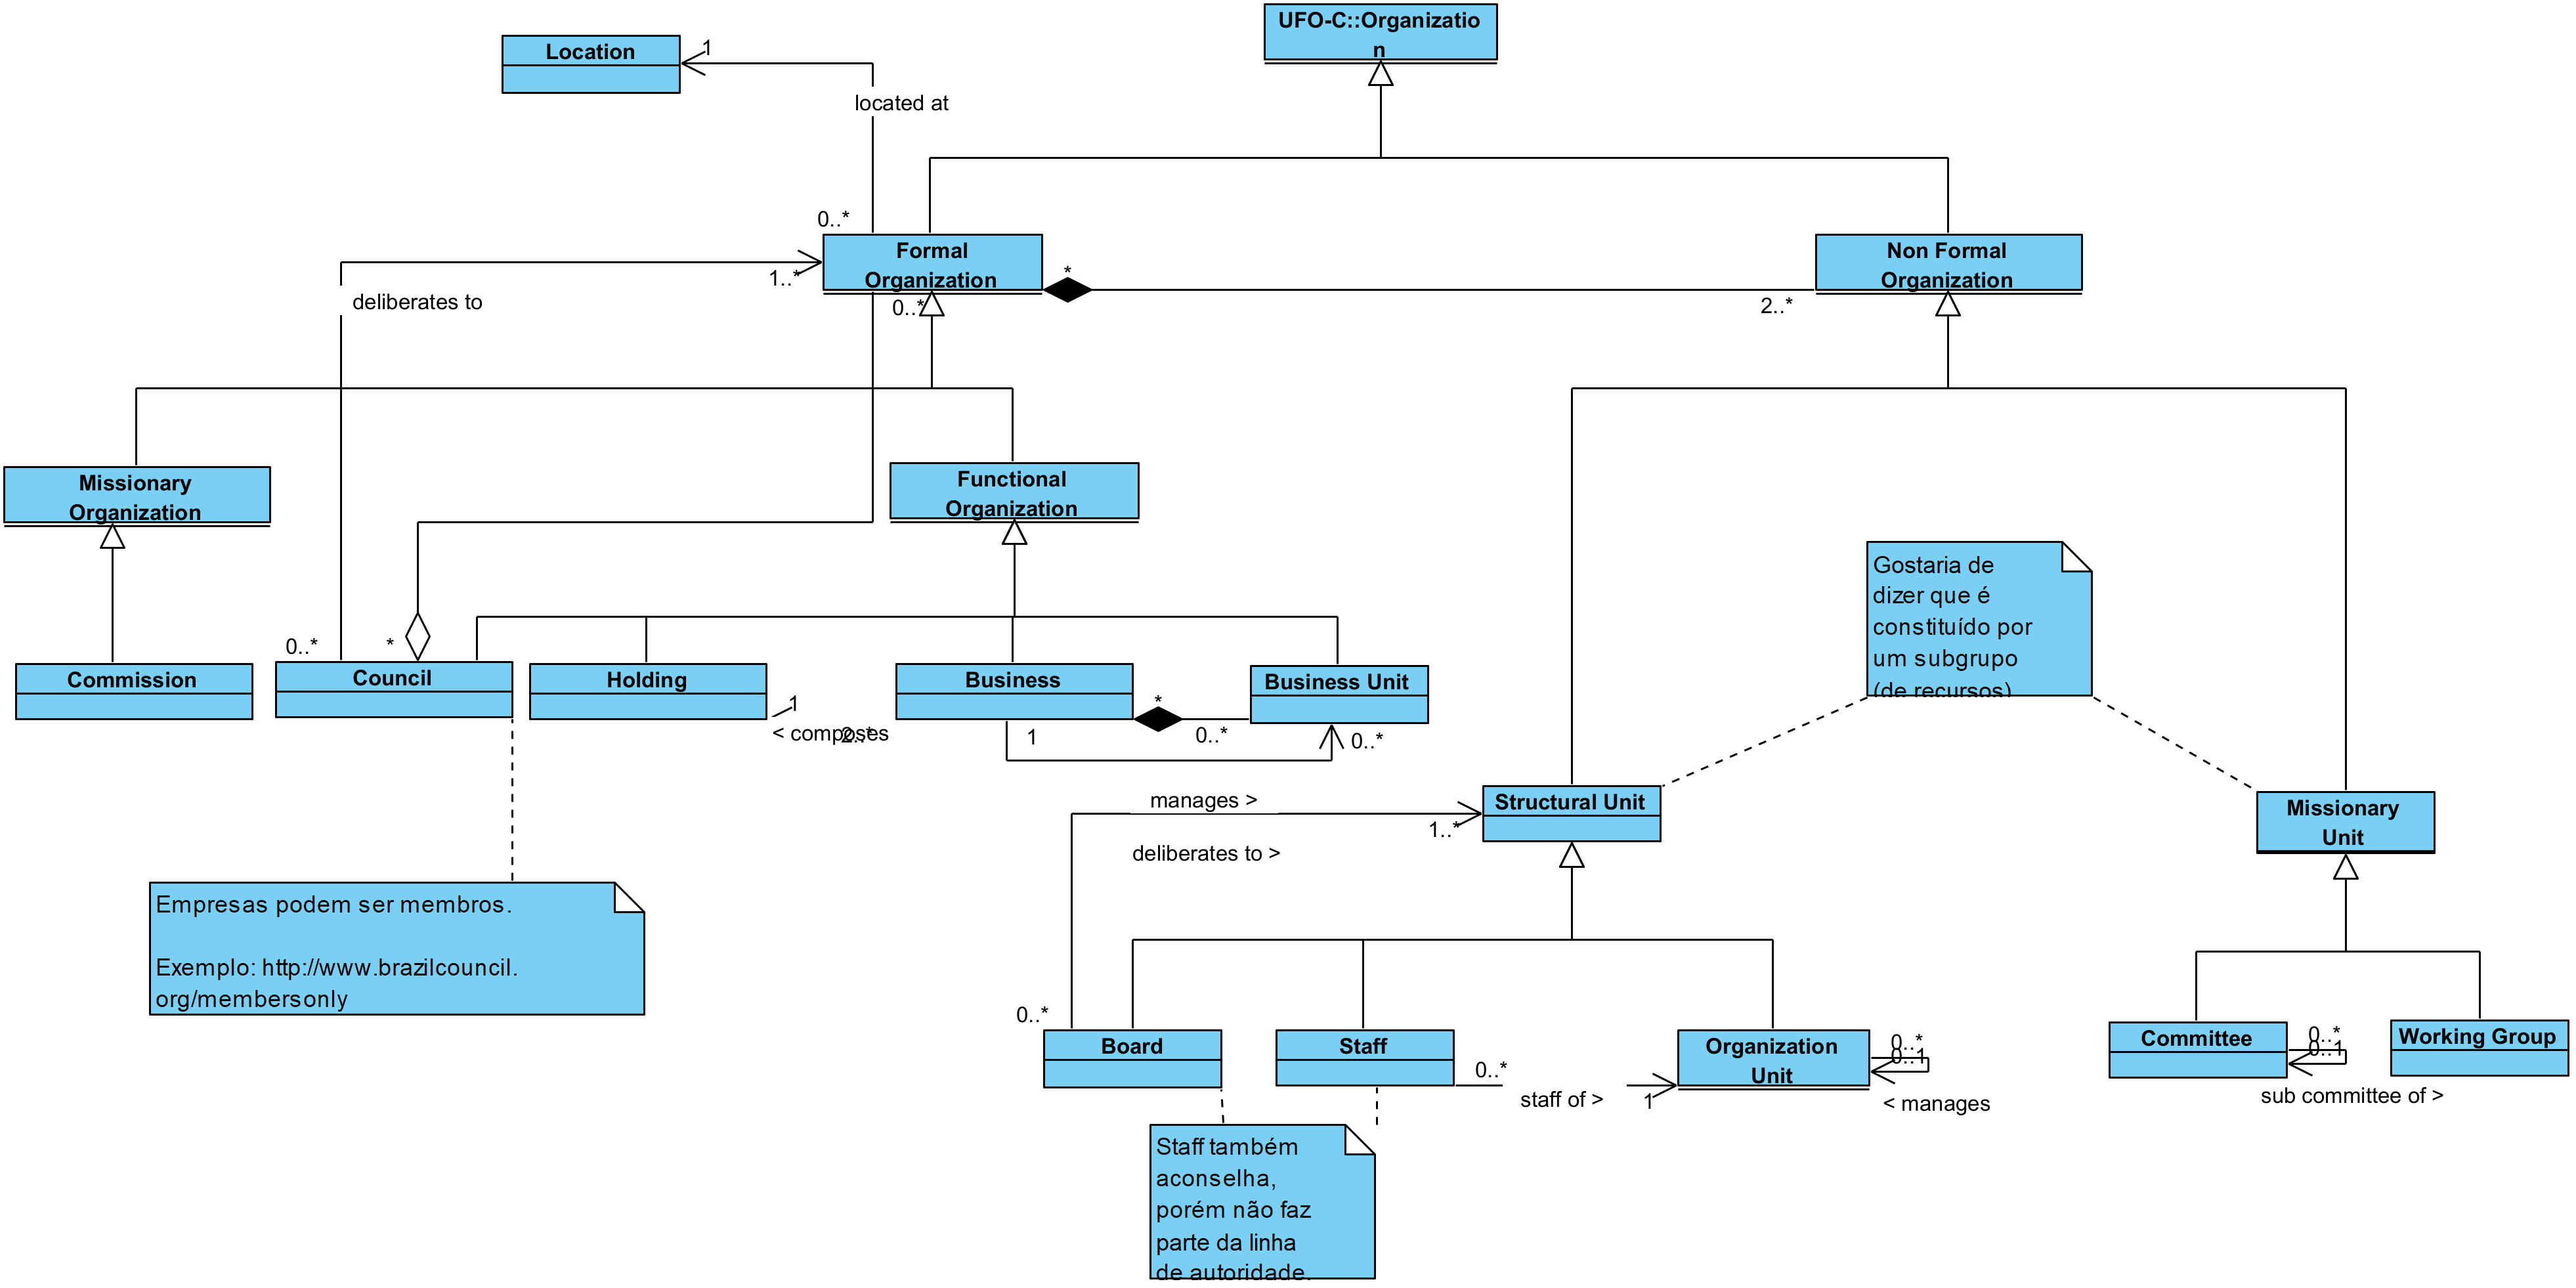 UFO-C::Organizatio
n
Location
1
located at
0..*
Formal
Organization
Non Formal
Organization
1..*
*
2..*
0..*
deliberates to
Missionary
Organization
Functional
Organization
Gostaria de
dizer que é
constituído por
um subgrupo
(de recursos)
0..*
*
Commission
Council
Holding
Business
Business Unit
1
*
< composes
2..*
1
0..*
0..*
manages >
1..*
Structural Unit
Missionary
Unit
deliberates to >
Empresas podem ser membros.
Exemplo: http://www.brazilcouncil.
org/membersonly
0..*
Board
Staff
Organization
Unit
0..*
0..1
Committee
0..*
0..1
Working Group
0..*
staff of >
1
< manages
sub committee of >
Staff também
aconselha,
porém não faz
parte da linha
de autoridade.